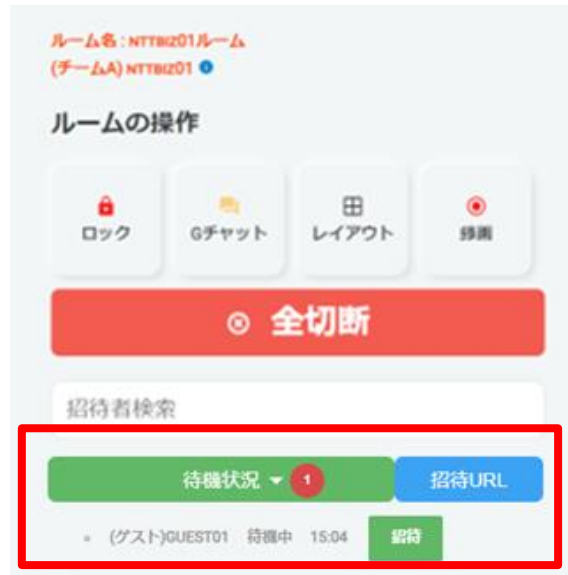 ルーム名 : NTTBIZ01ルーム
(チームA) NTTBIZ01
ルームの操作
ロック Gチャット レイアウト 録画
全切断
招待者検索
待機状況 1 招待URL
(ゲスト)GUEST01 待機中 15:04 招待